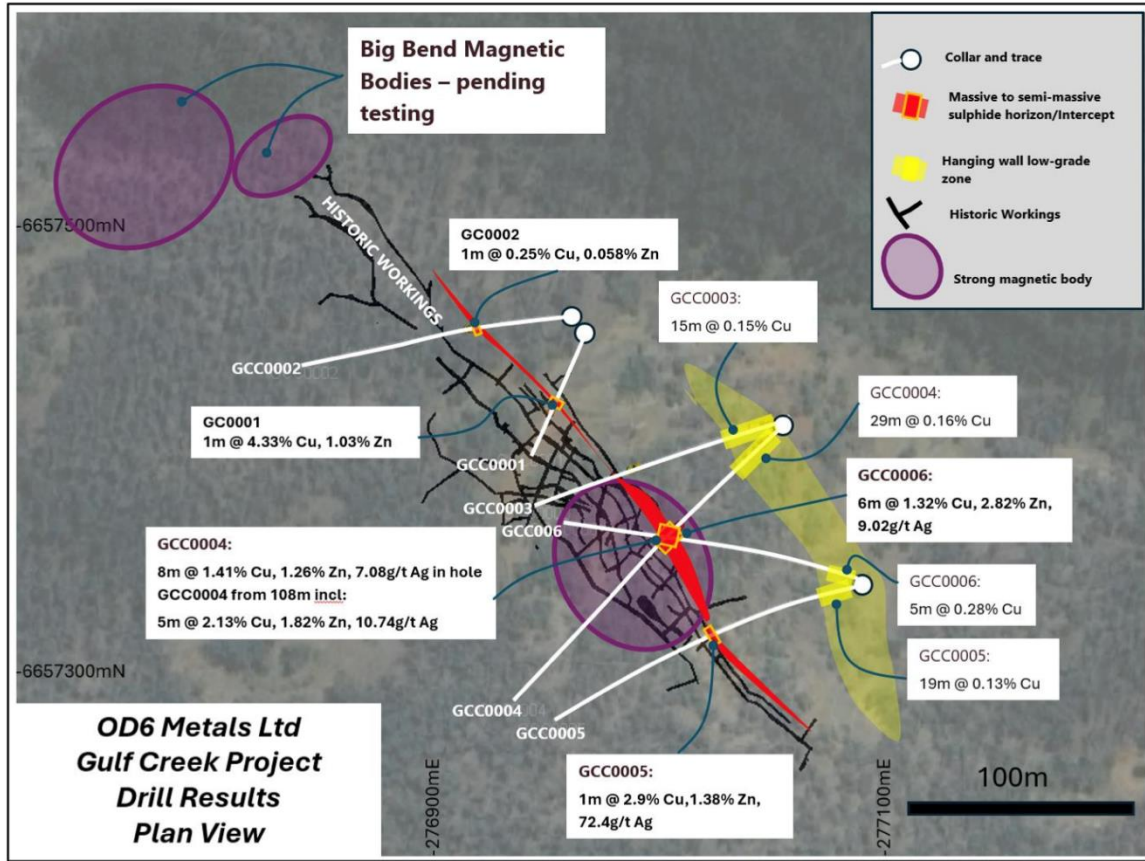 Big Bend Magnetic
Bodies – pending
testing
Collar and trace
Massive to semi-massive
sulphide horizon/Intercept
Hanging wall low-grade
zone
Historic Workings
Strong magnetic body
-6657500mN
HISTORIC WORKINGS
GC0002
1m @ 0.25% Cu, 0.058% Zn
GCC0003:
15m @ 0.15% Cu
GCC0002
GCC0004:
29m @ 0.16% Cu
GC0001
1m @ 4.33% Cu, 1.03% Zn
GCC0001
GCC0003
GCC006
GCC0006:
6m @ 1.32% Cu, 2.82% Zn,
9.02g/t Ag
GCC0004:
8m @ 1.41% Cu, 1.26% Zn, 7.08g/t Ag in hole
GCC0004 from 108m incl:
5m @ 2.13% Cu, 1.82% Zn, 10.74g/t Ag
GCC0006:
5m @ 0.28% Cu
GCC0005:
19m @ 0.13% Cu
-6657300mN
GCC0004
GCC0005
OD6 Metals Ltd
Gulf Creek Project
Drill Results
Plan View
GCC0005:
1m @ 2.9% Cu,1.38% Zn,
72.4g/t Ag
-276900mE
-277100mE
100m